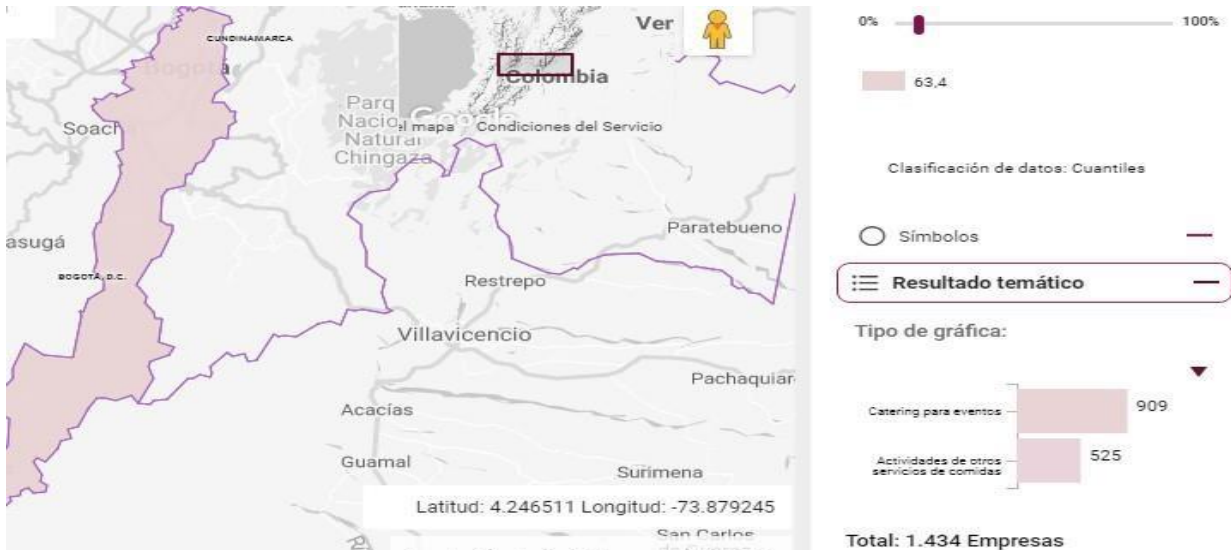 Ver
CUNDINAMARCA
Bogotá
Colombia
Parq
Nacio
Natural
Chingaza
el mapa
Condiciones del Servicio
Google
Soach
asugá
BOGOTÁ, D.C.
Paratebueno
Restrepo
Villavicencio
Pachaquiar
Acacías
Guamal
Surimena
Latitud: 4.246511 Longitud: -73.879245
San Carlos
0%
100%
63,4
Clasificación de datos: Cuantiles
Símbolos
Resultado temático
Tipo de gráfica:
Catering para eventos
909
Actividades de otros
servicios de comidas
525
Total: 1.434 Empresas